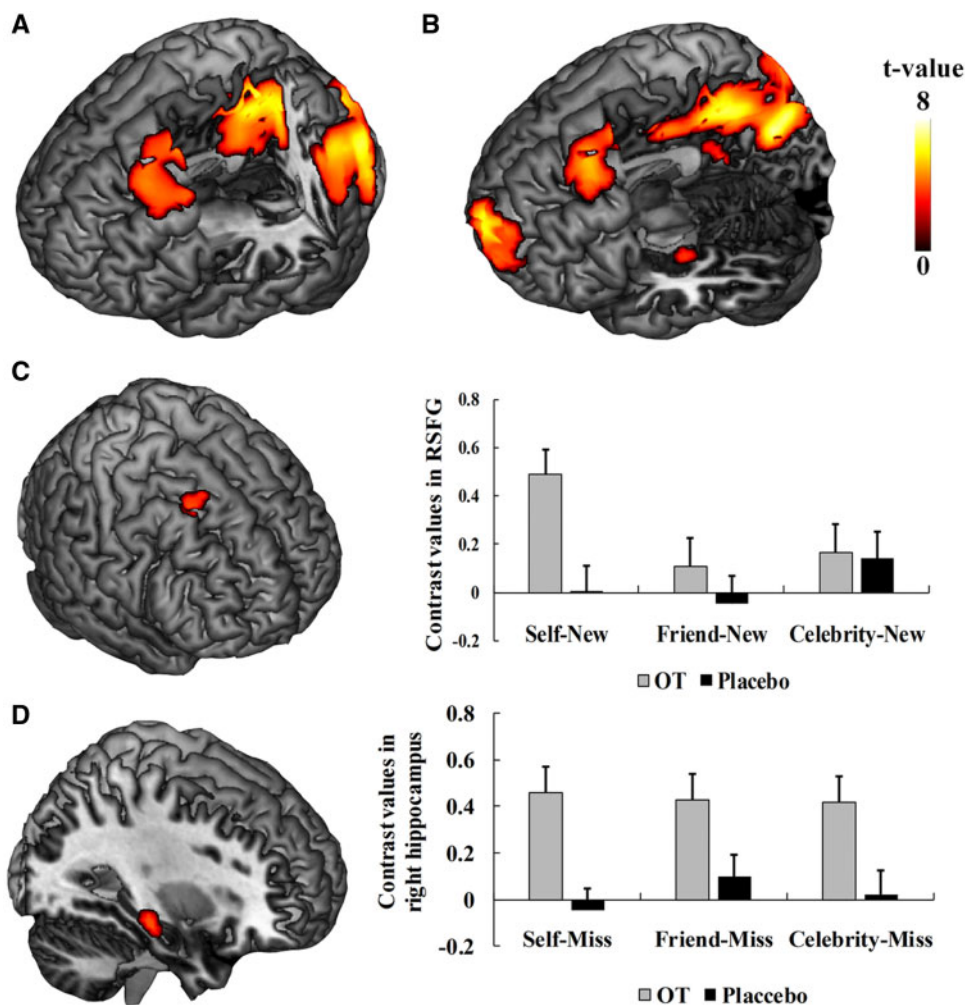 A
B
t-value
8
0
C
Contrast values in RSFG
0.8
0.6
0.4
0.2
0
-0.2
Self-New Friend-New Celebrity-New
OT Placebo
D
Contrast values in
right hippocampus
0.8
0.6
0.4
0.2
0
-0.2
Self-Miss Friend-Miss Celebrity-Miss
OT Placcebo